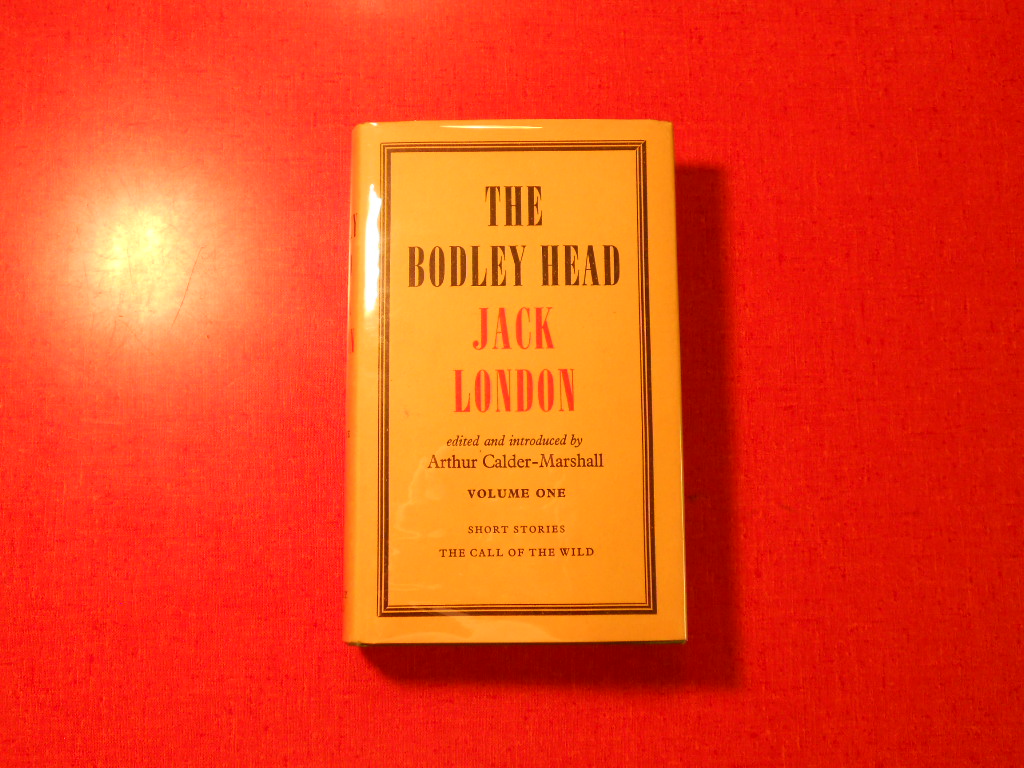 THE
BODLEY HEAD
JACK
LONDON
edited and introduced by
Arthur Calder-Marshall
VOLUME ONE
SHORT STORIES
THE CALL OF THE WILD